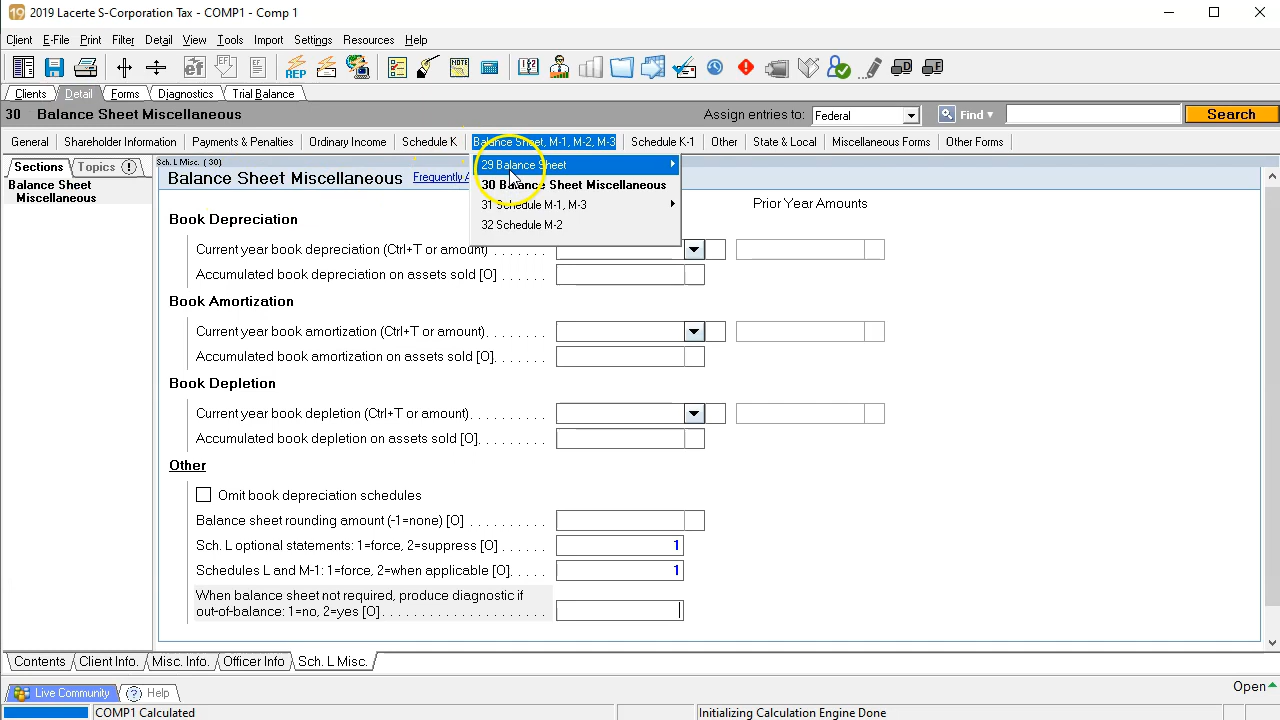 19 2019 Lacerte S-Corporation Tax - COMP1 - Comp 1
Client E-File Print Filter Detail View Tools Import Settings Resources Help
REP
Clients Detail Forms Diagnostics Trial Balance
30 Balance Sheet Miscellaneous Assign entries to: Federal Find Search
General Shareholder Information Payments & Penalties Ordinary Income Schedule K Balance Sheet, M-1, M-2, M-3 Schedule K-1 Other State & Local Miscellaneous Forms Other Forms
Sections Topics
Sch. L Misc. ( 30)
29 Balance Sheet
Balance Sheet Miscellaneous
Balance Sheet Miscellaneous Frequently A
30 Balance Sheet Miscellaneous
31 Schedule M-1, M-3
32 Schedule M-2
Prior Year Amounts
Book Depreciation
Current year book depreciation (Ctrl+T or amount) . . . . . . .
Accumulated book depreciation on assets sold [O] . . . . . .
Book Amortization
Current year book amortization (Ctrl+T or amount). . . . . . . .
Accumulated book amortization on assets sold [O]. . . . . . .
Book Depletion
Current year book depletion (Ctrl+T or amount). . . . . . . . . .
Accumulated book depletion on assets sold [O]. . . . . . . . .
Other
Omit book depreciation schedules
Balance sheet rounding amount (-1=none) [O] . . . . . . . . . .
Sch. L optional statements: 1=force, 2=suppress [O] . . . . . . 1
Schedules L and M-1: 1=force, 2=when applicable [O]. . . . . 1
When balance sheet not required, produce diagnostic if
out-of-balance: 1=no, 2=yes [O] . . . . . . . . . . . . . . . . . . . . . .
Contents Client Info. Misc. Info. Officer Info Sch. L Misc.
Live Community Help Open
COMP1 Calculated Initializing Calculation Engine Done